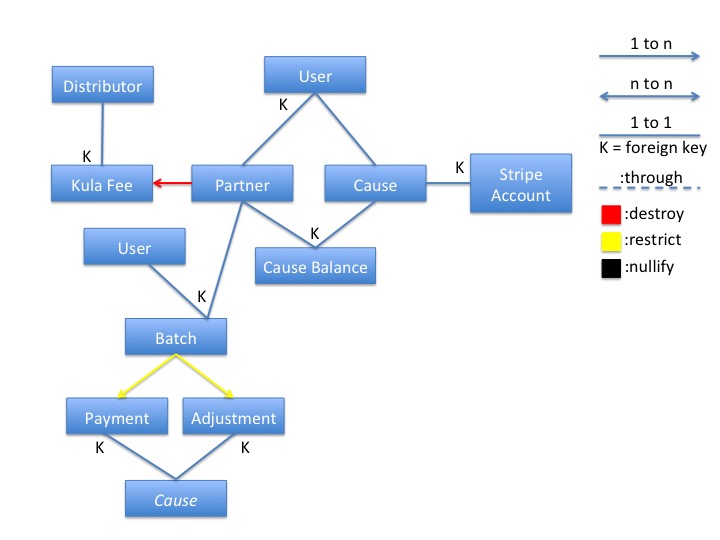 User
1 to n
Distributor
K
n to n
1 to 1
K = foreign key
K
K
Kula Fee
Partner
Cause
Stripe
Account
:through
:destroy
User
K
:restrict
Cause Balance
:nullify
K
Batch
Payment
Adjustment
K
K
Cause